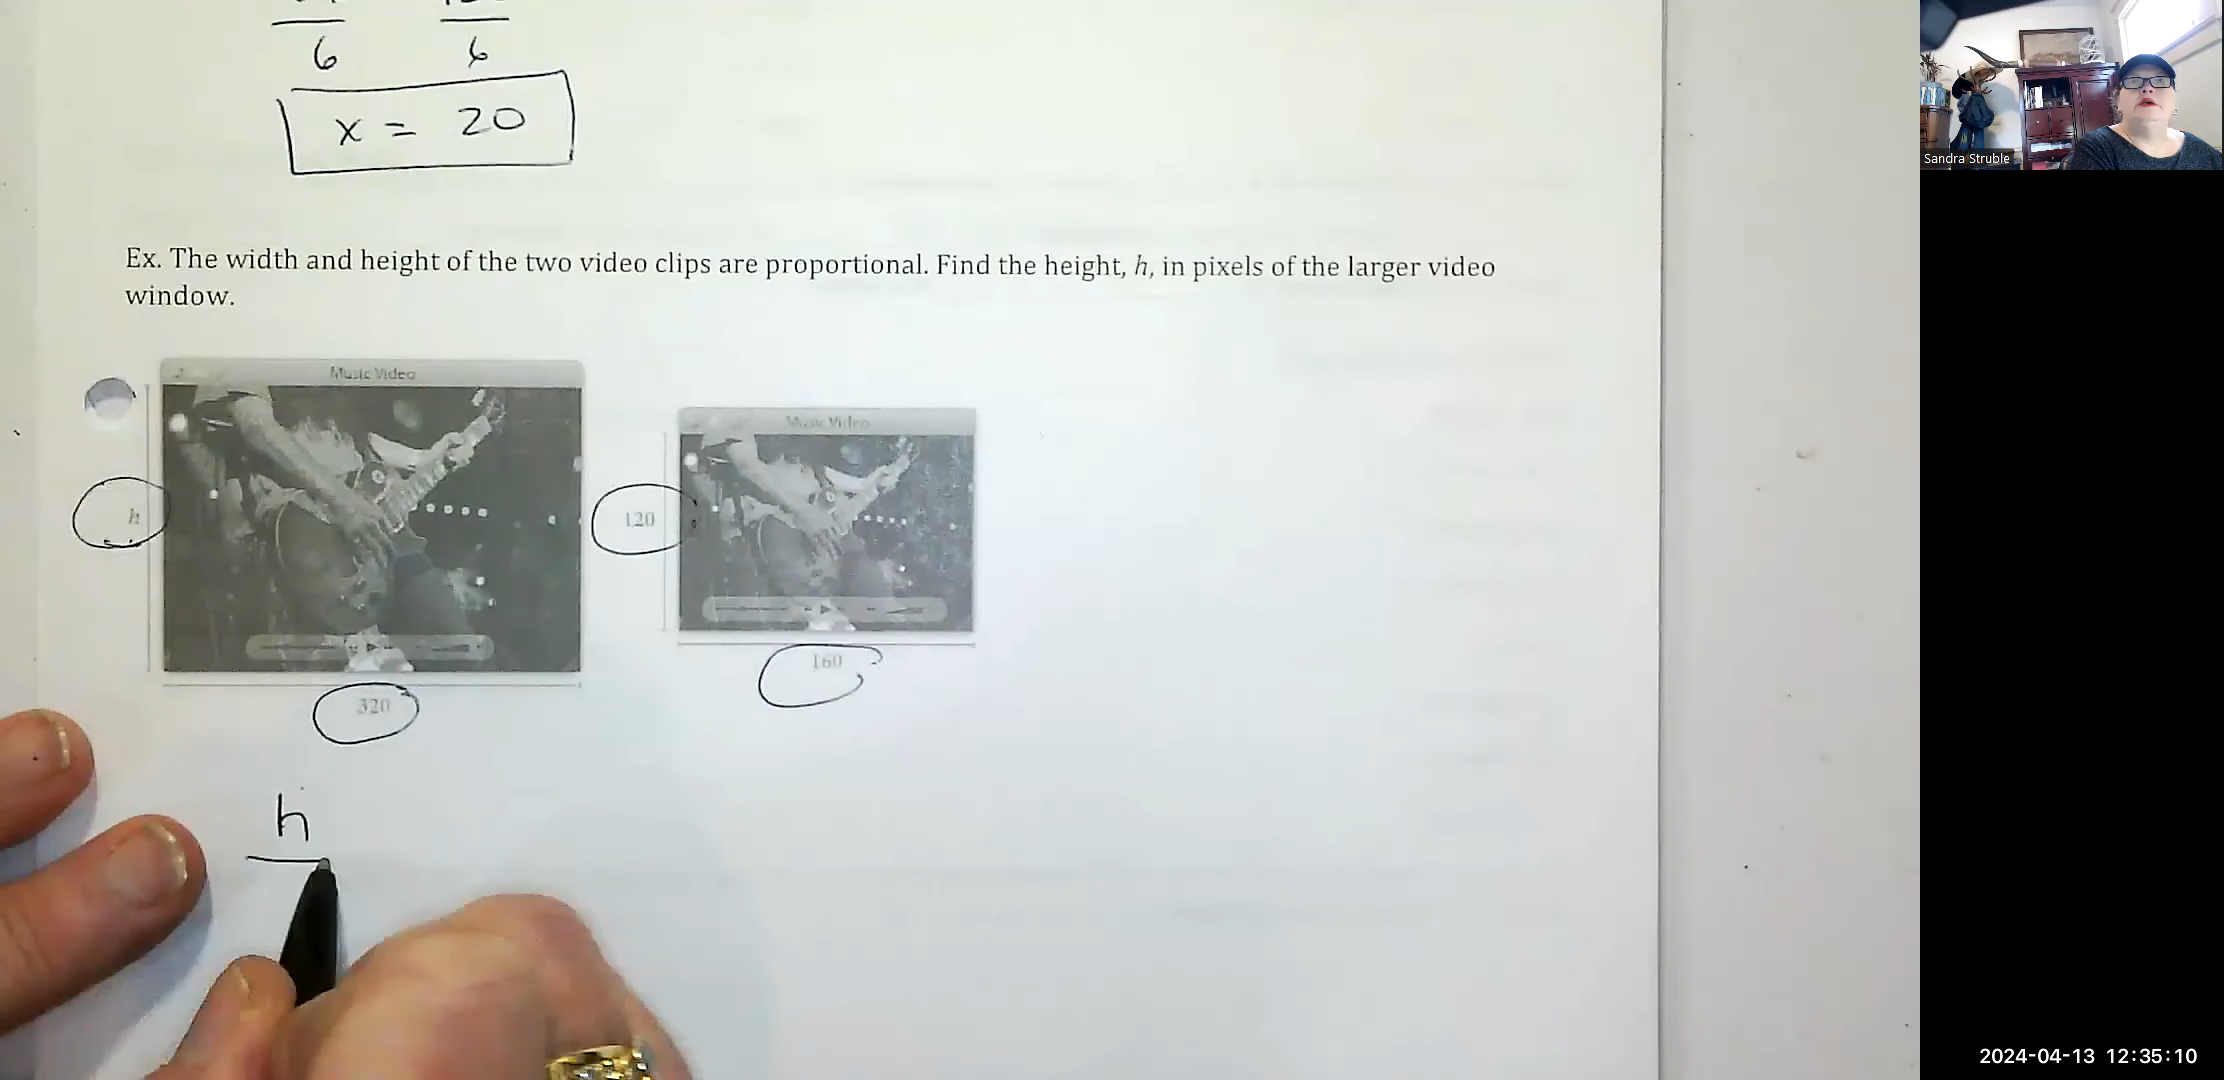 6 6
x = 20
Ex. The width and height of the two video clips are proportional. Find the height, h, in pixels of the larger video
window.
Music Video
Music Video
h
120
160
320
h
Sandra Struble
2024-04-13 12:35:10